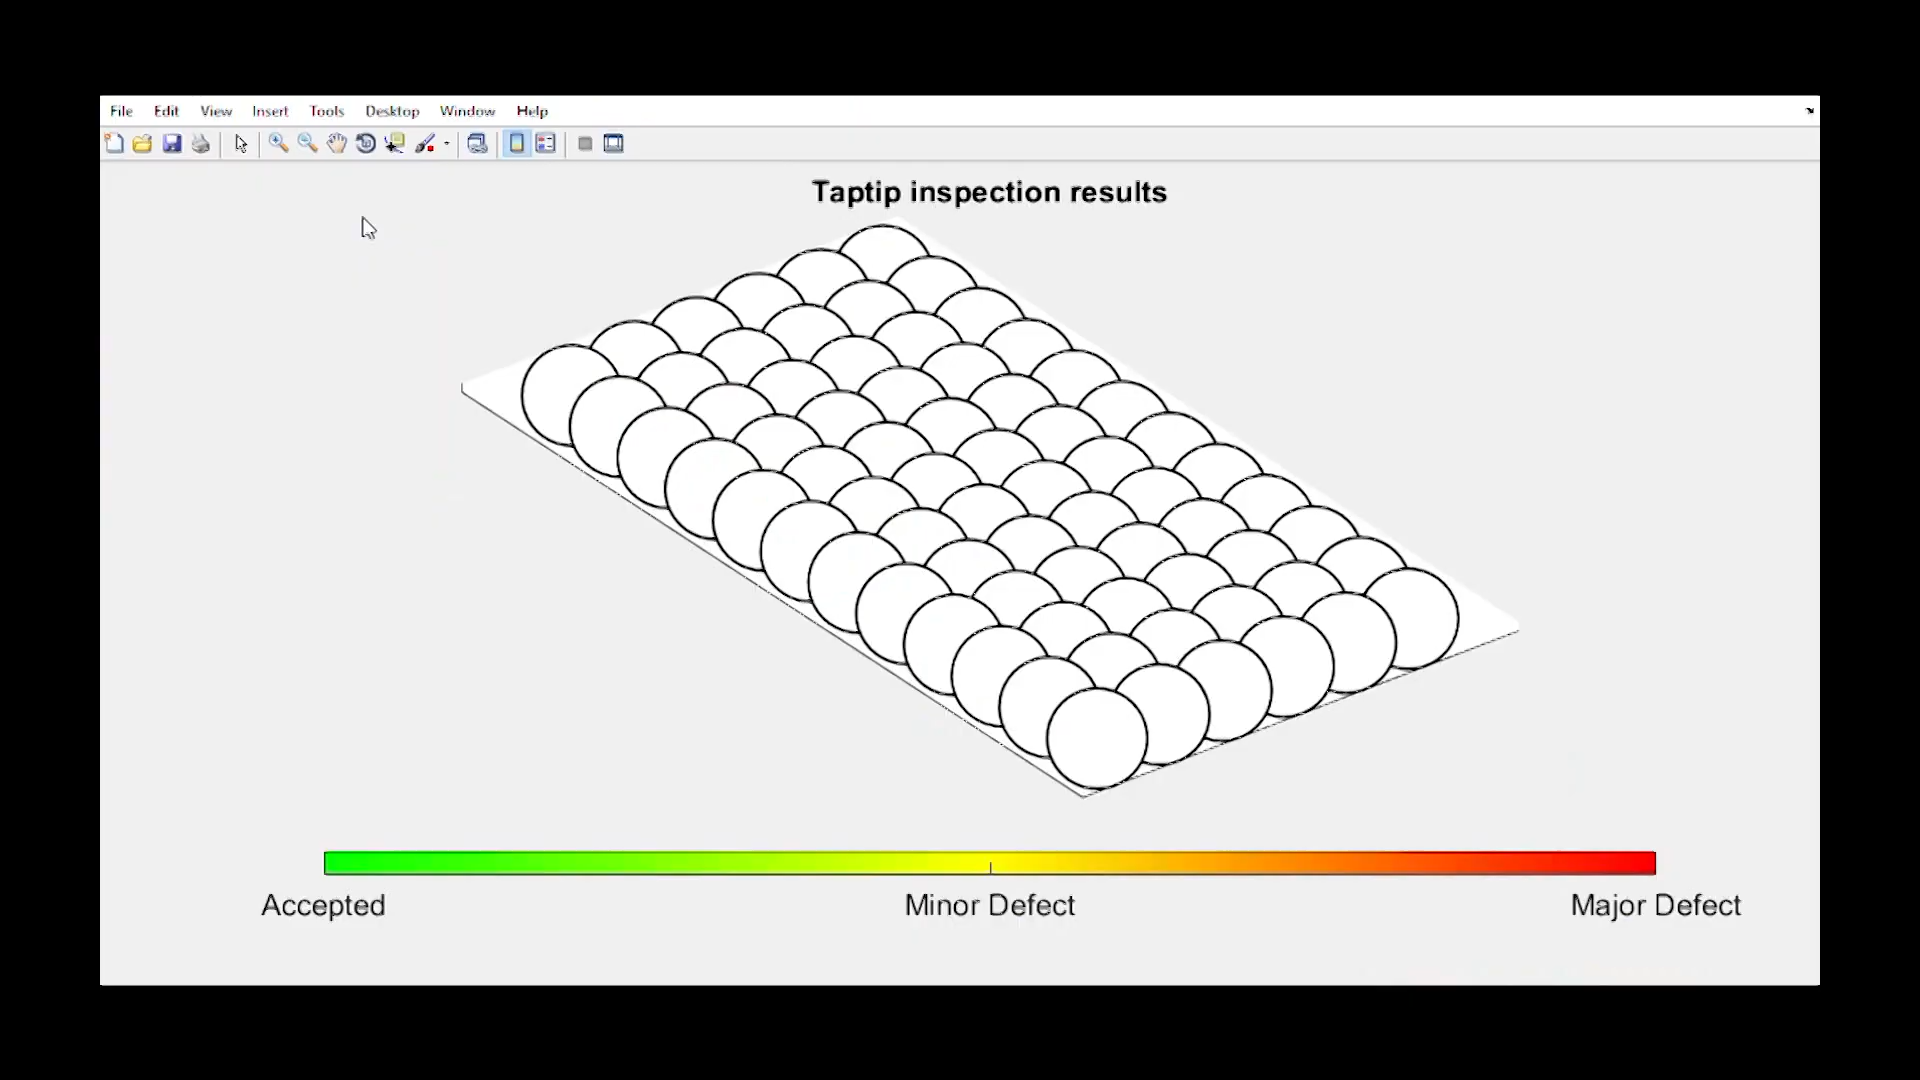 File Edit View Insert Tools Desktop Window Help
Taptip inspection results
Accepted Minor Defect Major Defect